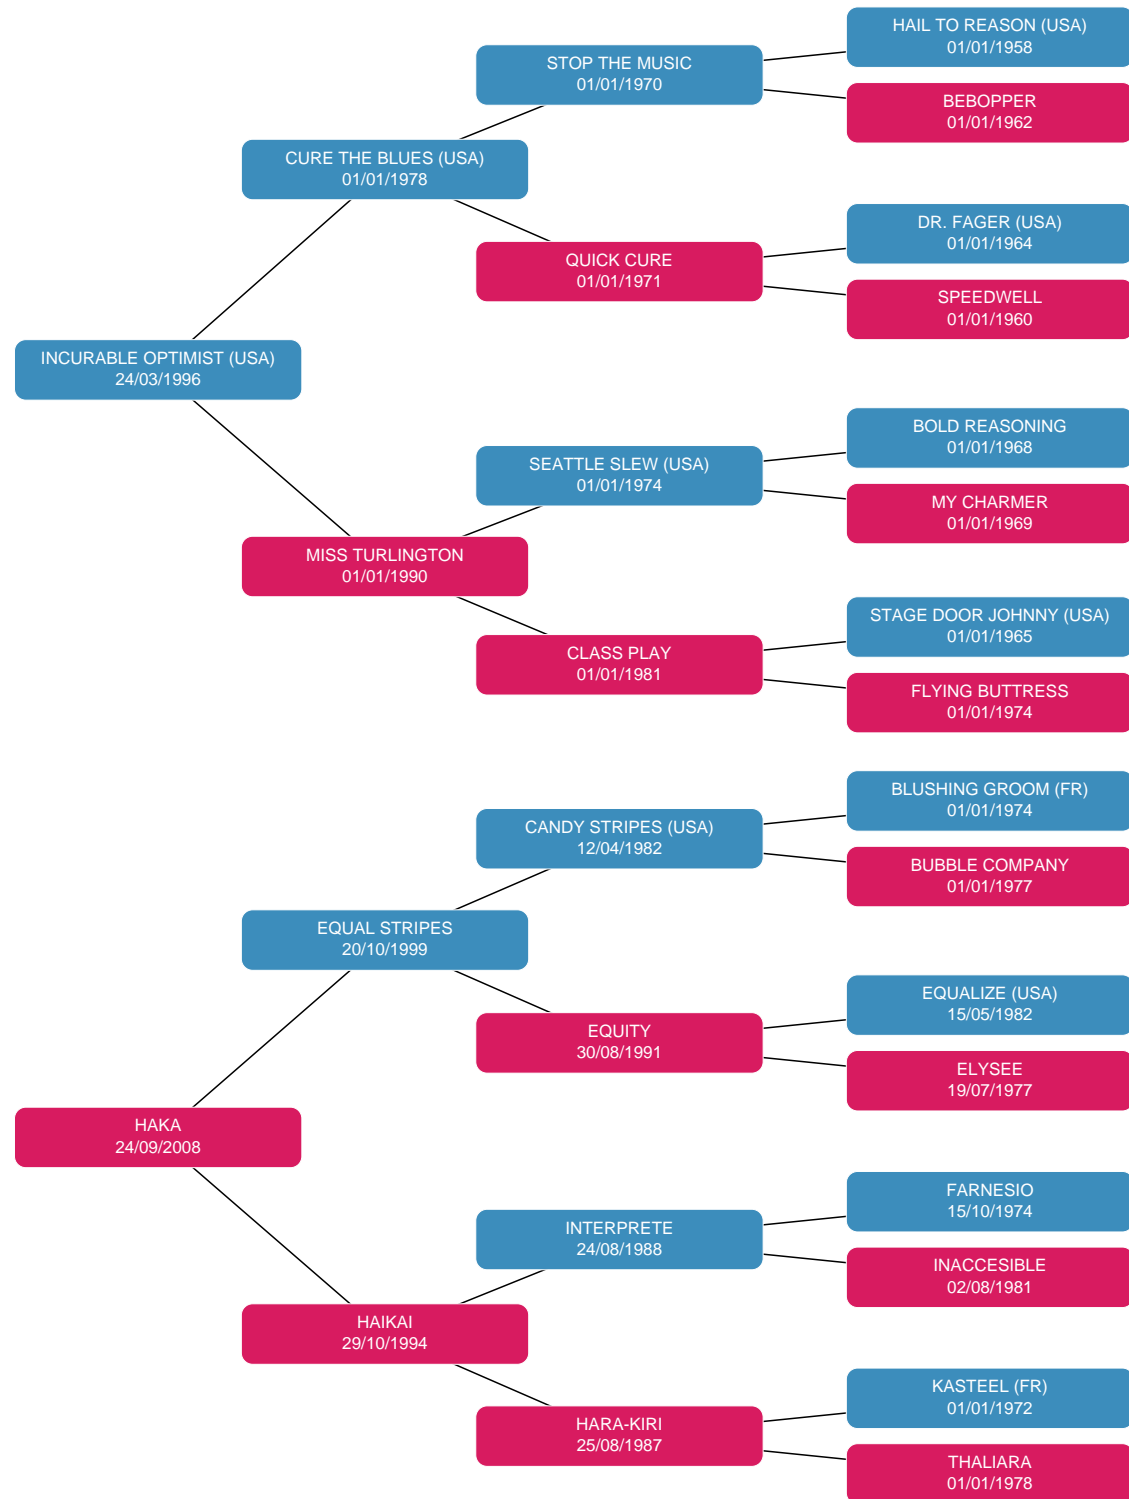 HAIL TO REASON (USA)
01/01/1958
STOP THE MUSIC
01/01/1970
BEBOPPER
01/01/1962
CURE THE BLUES (USA)
01/01/1978
DR. FAGER (USA)
01/01/1964
QUICK CURE
01/01/1971
SPEEDWELL
01/01/1960
INCURABLE OPTIMIST (USA)
24/03/1996
BOLD REASONING
01/01/1968
SEATTLE SLEW (USA)
01/01/1974
MY CHARMER
01/01/1969
MISS TURLINGTON
01/01/1990
STAGE DOOR JOHNNY (USA)
01/01/1965
CLASS PLAY
01/01/1981
FLYING BUTTRESS
01/01/1974
BLUSHING GROOM (FR)
01/01/1974
CANDY STRIPES (USA)
12/04/1982
BUBBLE COMPANY
01/01/1977
EQUAL STRIPES
20/10/1999
EQUALIZE (USA)
15/05/1982
EQUITY
30/08/1991
ELYSEE
19/07/1977
HAKA
24/09/2008
FARNESIO
15/10/1974
INTERPRETE
24/08/1988
INACCESIBLE
02/08/1981
HAIKAI
29/10/1994
KASTEEL (FR)
01/01/1972
HARA-KIRI
25/08/1987
THALIARA
01/01/1978